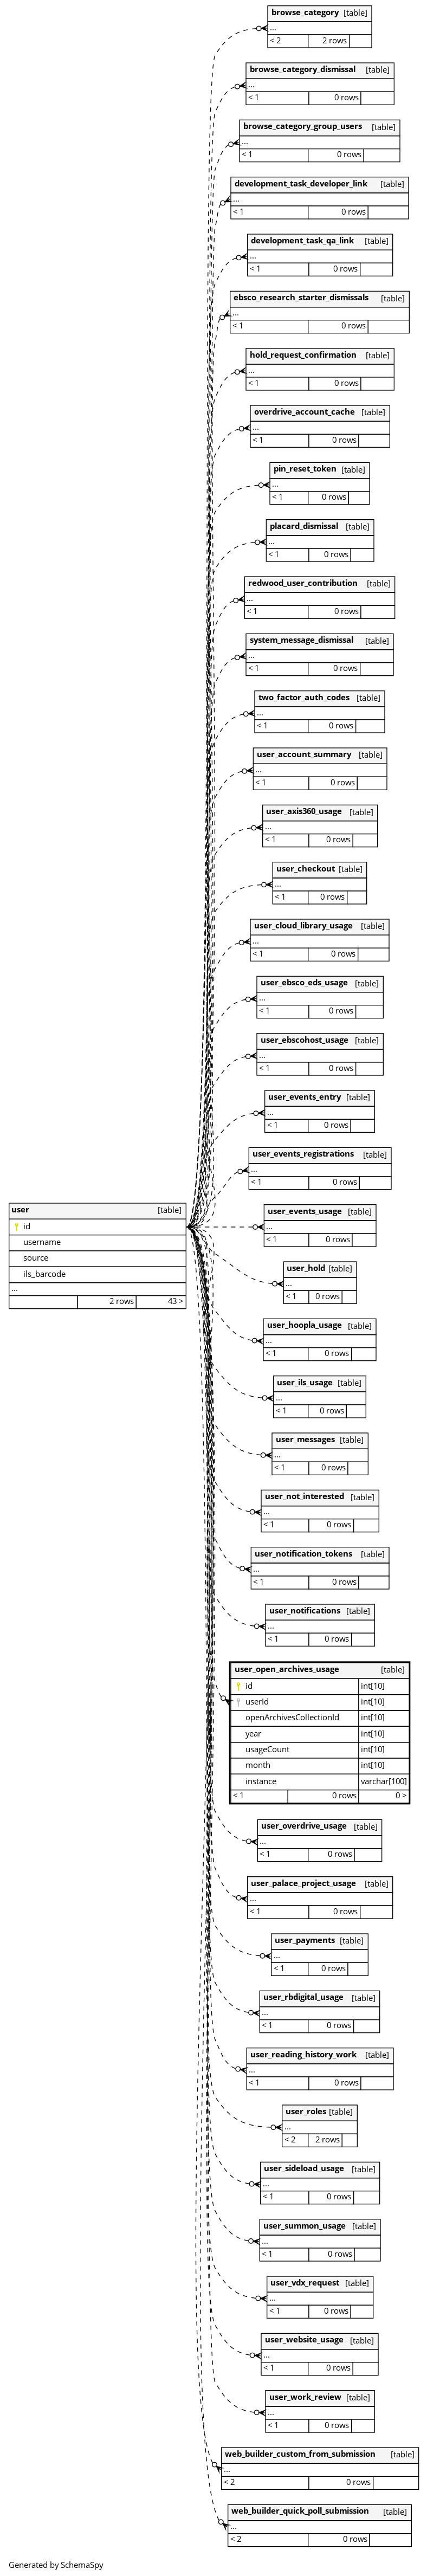 browse_category [table]
...
< 2 2 rows
browse_category_dismissal [table]
...
< 1 0 rows
browse_category_group_users [table]
...
< 1 0 rows
development_task_developer_link [table]
...
< 1 0 rows
development_task_qa_link [table]
...
< 1 0 rows
ebsco_research_starter_dismissals [table]
...
< 1 0 rows
hold_request_confirmation [table]
...
< 1 0 rows
overdrive_account_cache [table]
...
< 1 0 rows
pin_reset_token [table]
...
< 1 0 rows
placard_dismissal [table]
...
< 1 0 rows
redwood_user_contribution [table]
...
< 1 0 rows
system_message_dismissal [table]
...
< 1 0 rows
two_factor_auth_codes [table]
...
< 1 0 rows
user_account_summary [table]
...
< 1 0 rows
user_axis360_usage [table]
...
< 1 0 rows
user_checkout [table]
...
< 1 0 rows
user_cloud_library_usage [table]
...
< 1 0 rows
user_ebsco_eds_usage [table]
...
< 1 0 rows
user_ebscohost_usage [table]
...
< 1 0 rows
user_events_entry [table]
...
< 1 0 rows
user_events_registrations [table]
...
< 1 0 rows
user [table]
id
username
source
ils_barcode
...
2 rows 43 >
user_events_usage [table]
...
< 1 0 rows
user_hold [table]
...
< 1 0 rows
user_hoopla_usage [table]
...
< 1 0 rows
user_ils_usage [table]
...
< 1 0 rows
user_messages [table]
...
< 1 0 rows
user_not_interested [table]
...
< 1 0 rows
user_notification_tokens [table]
...
< 1 0 rows
user_notifications [table]
...
< 1 0 rows
user_open_archives_usage [table]
id int[10]
userId int[10]
openArchivesCollectionId int[10]
year int[10]
usageCount int[10]
month int[10]
instance varchar[100]
< 1 0 rows 0 >
user_overdrive_usage [table]
...
< 1 0 rows
user_palace_project_usage [table]
...
< 1 0 rows
user_payments [table]
...
< 1 0 rows
user_rbdigital_usage [table]
...
< 1 0 rows
user_reading_history_work [table]
...
< 1 0 rows
user_roles [table]
...
< 2 2 rows
user_sideload_usage [table]
...
< 1 0 rows
user_summon_usage [table]
...
< 1 0 rows
user_vdx_request [table]
...
< 1 0 rows
user_website_usage [table]
...
< 1 0 rows
user_work_review [table]
...
< 1 0 rows
web_builder_custom_from_submission [table]
...
< 2 0 rows
web_builder_quick_poll_submission [table]
...
< 2 0 rows
Generated by SchemaSpy